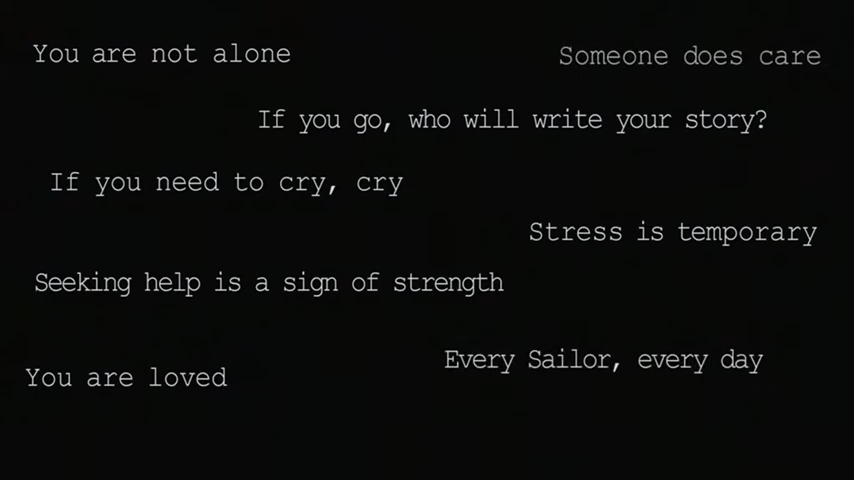 You are not alone
Someone does care
If you go, who will write your story?
If you need to cry, cry
Stress is temporary
Seeking help is a sign of strength
Every Sailor, every day
You are loved